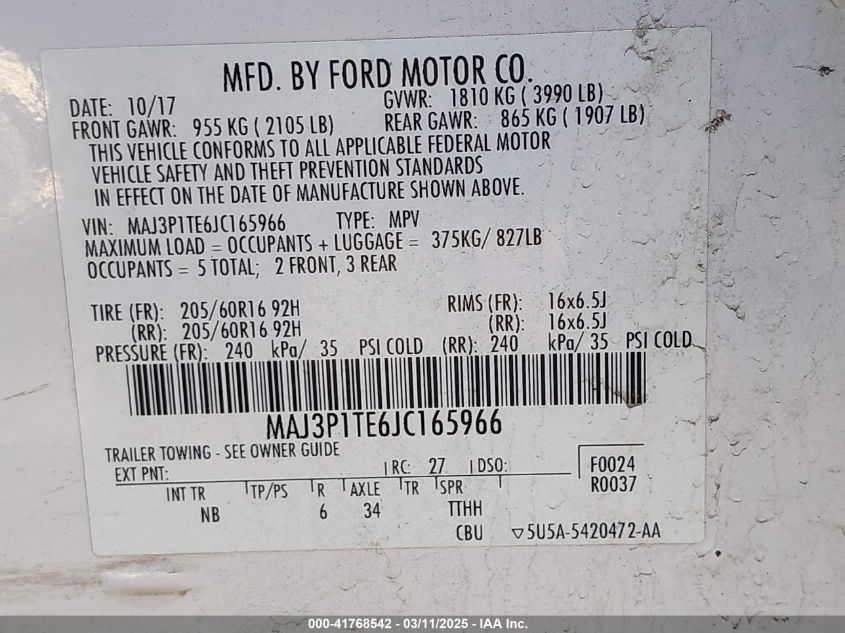 MFD. BY FORD MOTOR CO.
DATE: 10/17 GVWR: 1810 KG ( 3990 LB)
FRONT GAWR: 955 KG ( 2105 LB) REAR GAWR: 865 KG ( 1907 LB)
THIS VEHICLE CONFORMS TO ALL APPLICABLE FEDERAL MOTOR
VEHICLE SAFETY AND THEFT PREVENTION STANDARDS
IN EFFECT ON THE DATE OF MANUFACTURE SHOWN ABOVE.
VIN: MAJ3P1TE6JC165966 TYPE: MPV
MAXIMUM LOAD = OCCUPANTS + LUGGAGE = 375KG/ 827LB
OCCUPANTS = 5 TOTAL; 2 FRONT, 3 REAR
TIRE (FR): 205/60R16 92H RIMS (FR): 16x6.5J
(RR): 205/60R16 92H (RR): 16x6.5J
PRESSURE (FR): 240 kPa/ 35 PSI COLD (RR): 240 kPa/ 35 PSI COLD
MAJ3P1TE6JC165966
TRAILER TOWING - SEE OWNER GUIDE
EXT PNT: RC: 27 DSO: F0024
R0037
INT TR TP/PS R AXLE TR SPR
NB 6 34 TTHH
CBU ▽5U5A-5420472-AA
000-41768542 - 03/11/2025 - IAA Inc.